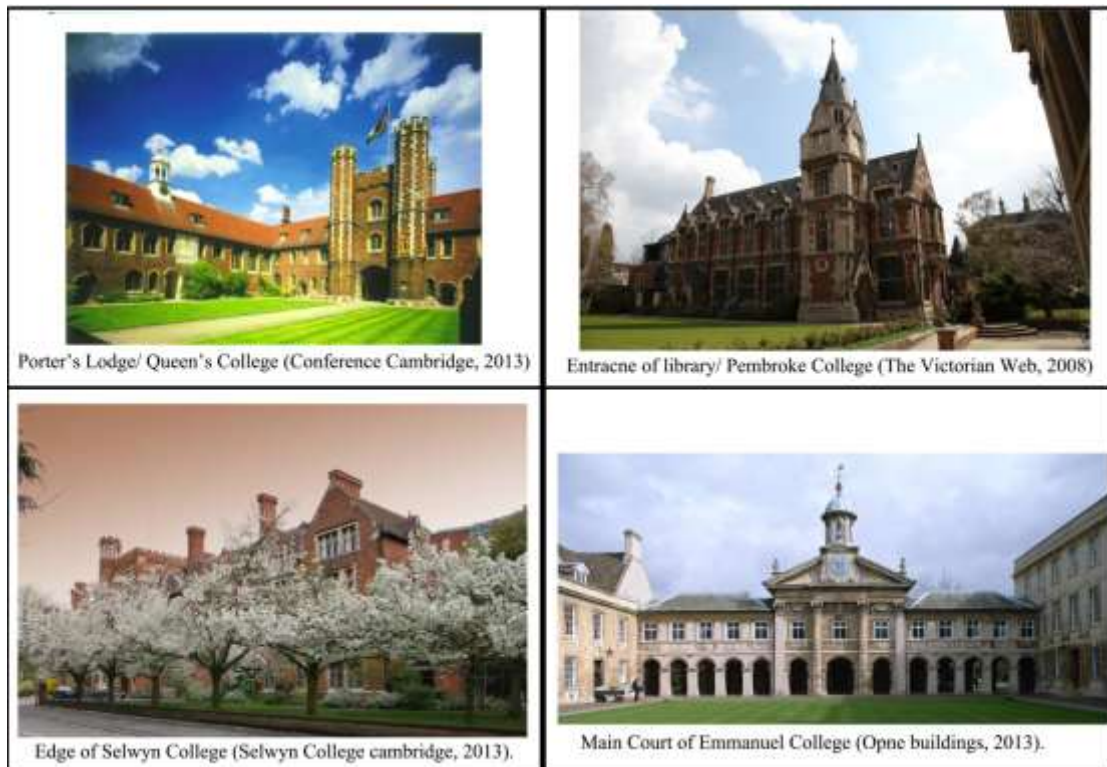 Porter's Lodge/ Queen's College (Conference Cambridge, 2013)
Entracne of library/ Pembroke College (The Victorian Web, 2008)
Edge of Selwyn College (Selwyn College cambridge, 2013).
Main Court of Emmanuel College (Opne buildings, 2013).